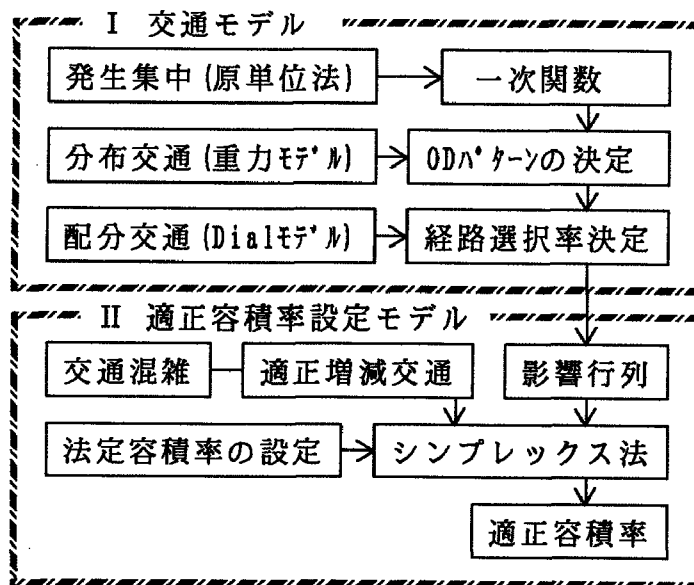 I 交通モデル
発生集中(原単位法)
一次関数
分布交通(重力ﾓﾃﾞﾙ)
ODﾊﾟﾀｰﾝの決定
配分交通(Dialﾓﾃﾞﾙ)
経路選択率決定
II 適正容積率設定モデル
交通混雑
適正増減交通
影響行列
法定容積率の設定
シンプレックス法
適正容積率